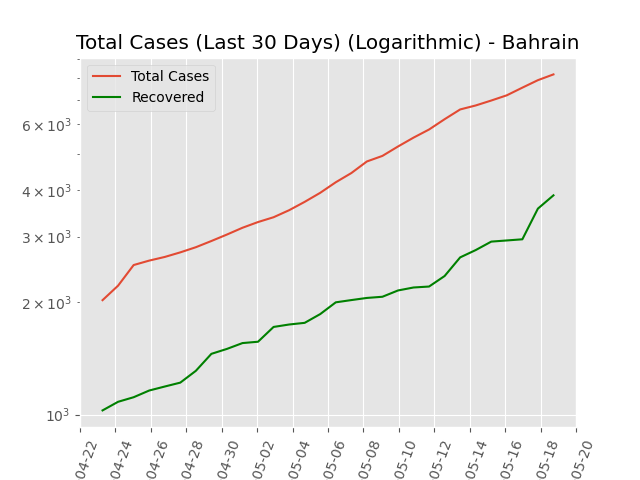 Total Cases (Last 30 Days) (Logarithmic) - Bahrain
Total Cases
Recovered
6 × 10³
4 × 10³
3 × 10³
2 × 10³
10³
04-22
04-24
04-26
04-28
04-30
05-02
05-04
05-06
05-08
05-10
05-12
05-14
05-16
05-18
05-20